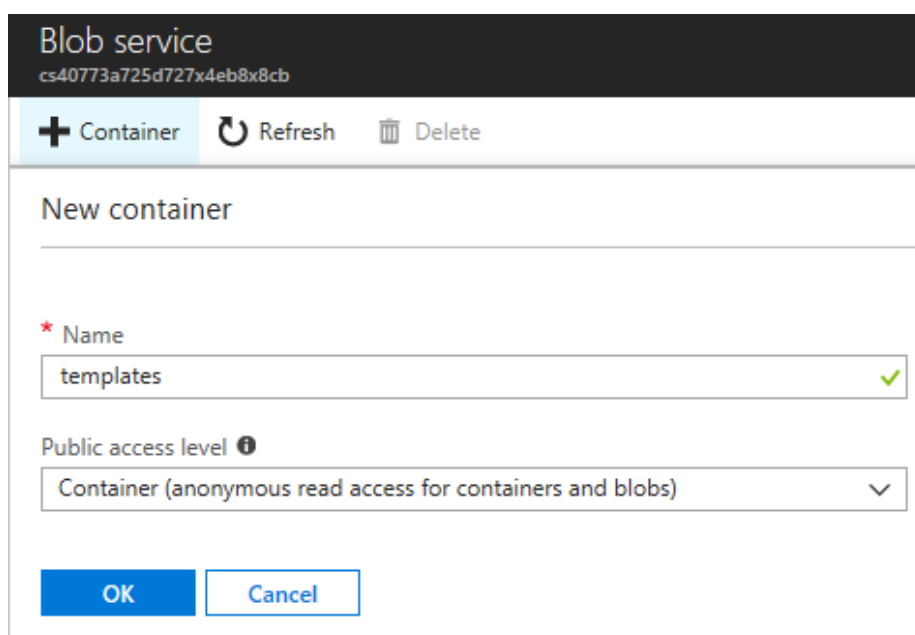 Blob service
cs40773a725d727x4eb8x8cb
Container Refresh Delete
New container
* Name
templates
Public access level
Container (anonymous read access for containers and blobs)
OK Cancel